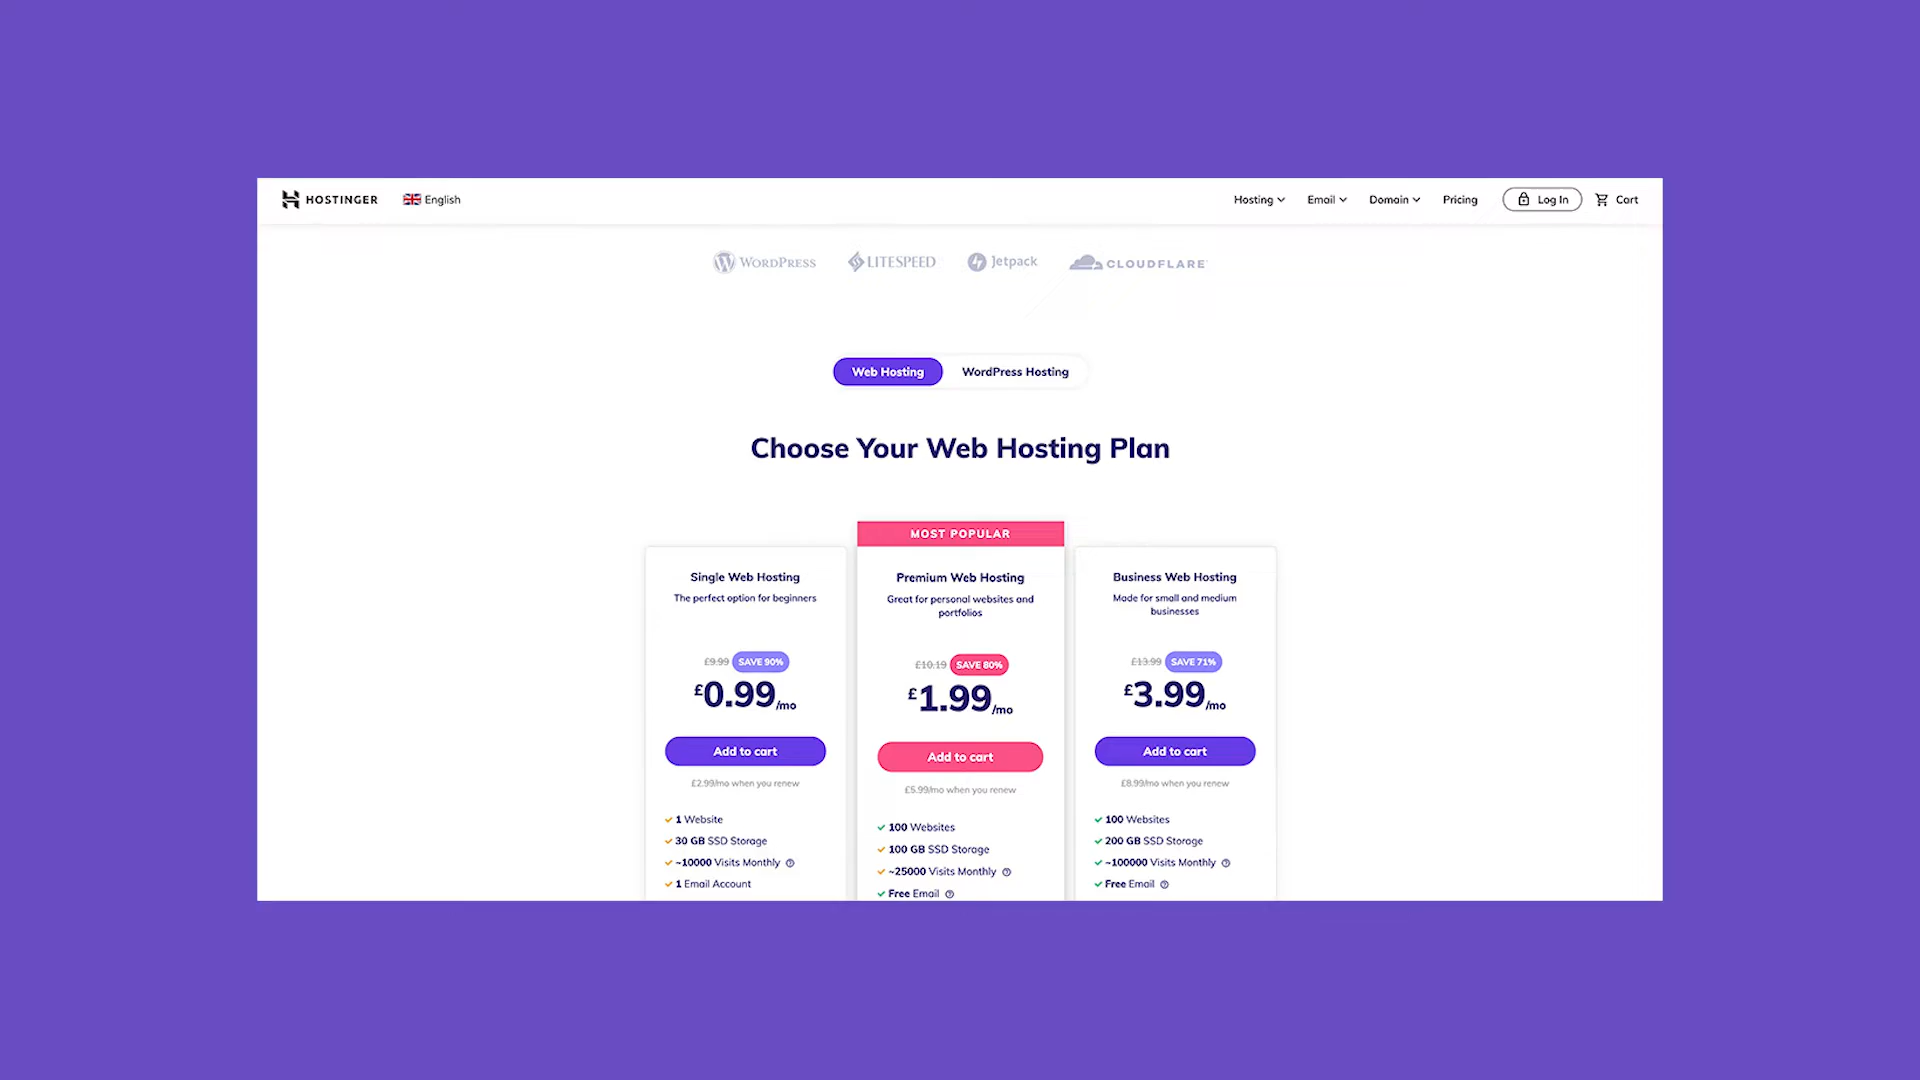 HOSTINGER English Hosting Email Domain Pricing Log In Cart
WORDPRESS LITESPEED Jetpack CLOUDFLARE
Web Hosting WordPress Hosting
Choose Your Web Hosting Plan
MOST POPULAR
Single Web Hosting
The perfect option for beginners
£9.99 SAVE 90%
£0.99/mo
Add to cart
£2.99/mo when you renew
1 Website
30 GB SSD Storage
~10000 Visits Monthly
1 Email Account
Premium Web Hosting
Great for personal websites and
portfolios
£10.19 SAVE 80%
£1.99/mo
Add to cart
£5.99/mo when you renew
100 Websites
100 GB SSD Storage
~25000 Visits Monthly
Free Email
Business Web Hosting
Made for small and medium
businesses
£13.99 SAVE 71%
£3.99/mo
Add to cart
£8.99/mo when you renew
100 Websites
200 GB SSD Storage
~100000 Visits Monthly
Free Email